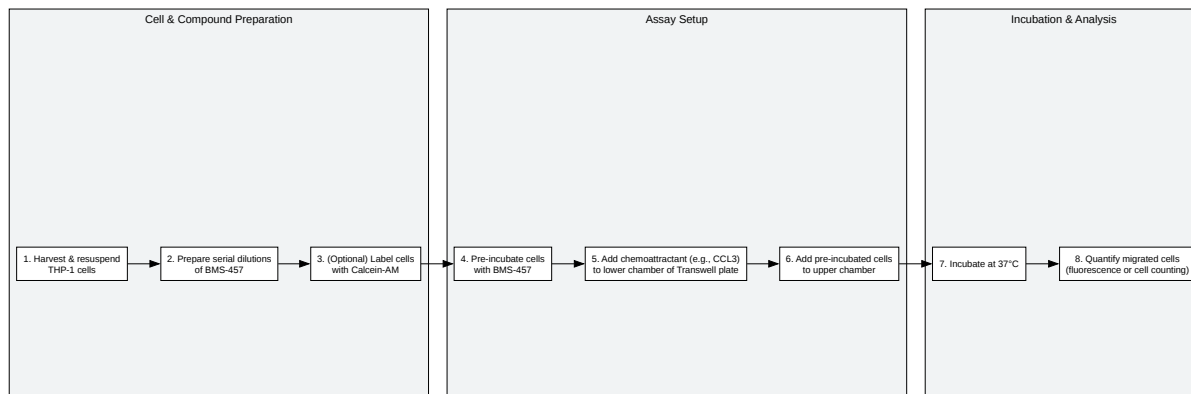 Cell & Compound Preparation
1. Harvest & resuspend
THP-1 cells
2. Prepare serial dilutions
of BMS-457
3. (Optional) Label cells
with Calcein-AM
Assay Setup
4. Pre-incubate cells
with BMS-457
5. Add chemoattractant (e.g., CCL3)
to lower chamber of Transwell plate
6. Add pre-incubated cells
to upper chamber
Incubation & Analysis
7. Incubate at 37°C
8. Quantify migrated cells
(fluorescence or cell counting)